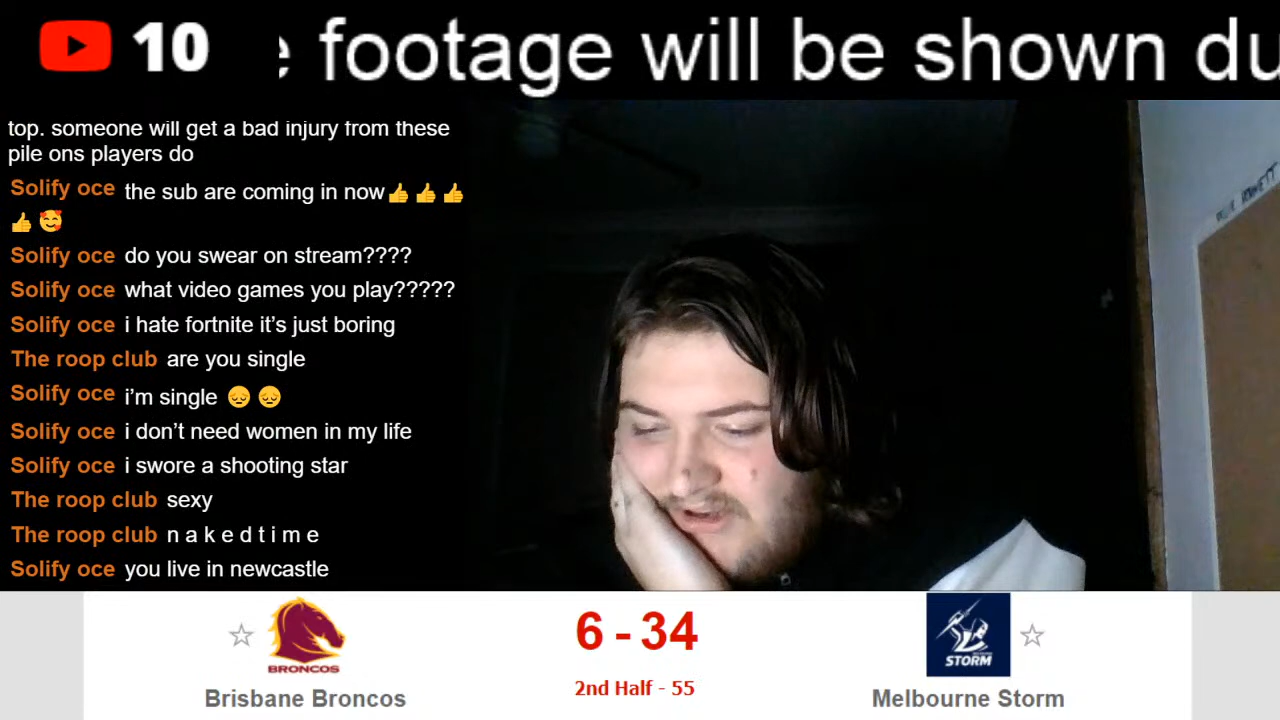 10
footage will be shown du
top. someone will get a bad injury from these
pile ons players do
Solify oce the sub are coming in now👍👍👍
👍🥰
Solify oce do you swear on stream????
Solify oce what video games you play?????
Solify oce i hate fortnite it’s just boring
The roop club are you single
Solify oce i’m single 😔😔
Solify oce i don’t need women in my life
Solify oce i swore a shooting star
The roop club sexy
The roop club n a k e d t i m e
Solify oce you live in newcastle
BRONCOS
Brisbane Broncos
6 - 34
2nd Half - 55
STORM
Melbourne Storm